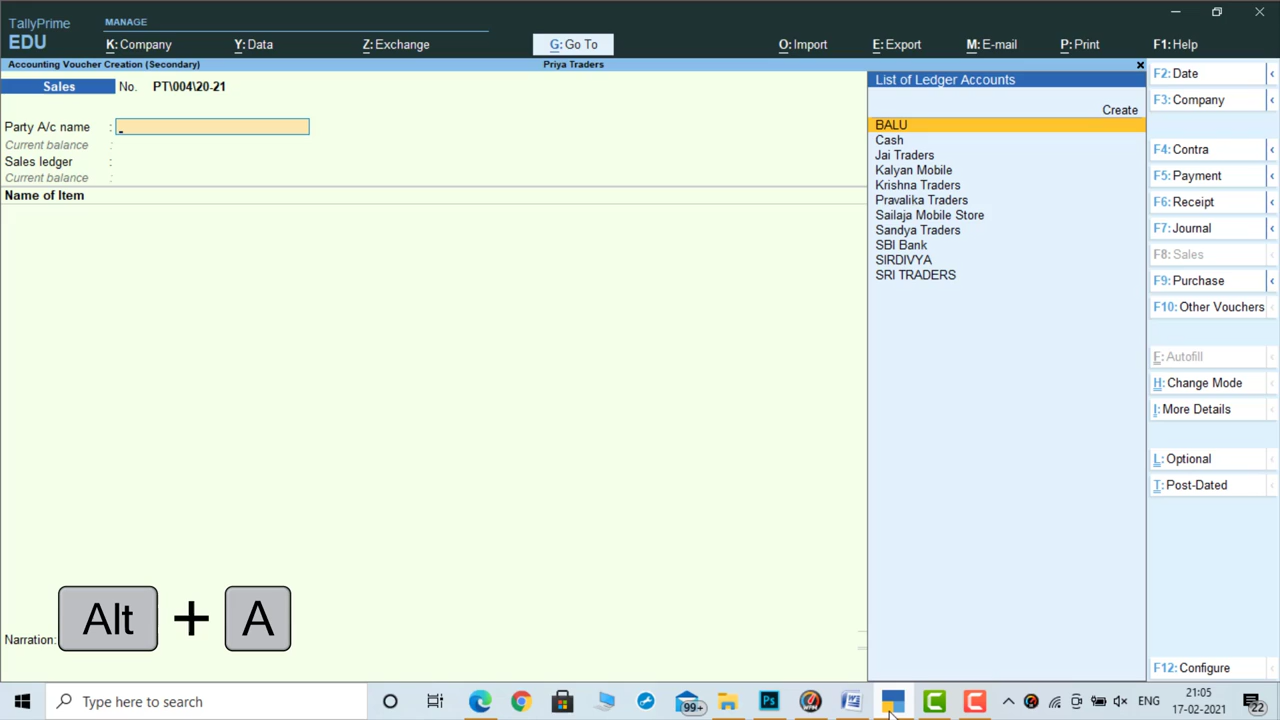 TallyPrime
EDU
MANAGE
K: Company
Y: Data
Z: Exchange
G: Go To
O: Import
E: Export
M: E-mail
P: Print
F1: Help
Accounting Voucher Creation (Secondary)
Priya Traders
Sales No. PT\004\20-21
Party A/c name :
Current balance :
Sales ledger :
Current balance :
Name of Item
List of Ledger Accounts
Create
BALU
Cash
Jai Traders
Kalyan Mobile
Krishna Traders
Pravalika Traders
Sailaja Mobile Store
Sandya Traders
SBI Bank
SIRDIVYA
SRI TRADERS
F2: Date
F3: Company
F4: Contra
F5: Payment
F6: Receipt
F7: Journal
F8: Sales
F9: Purchase
F10: Other Vouchers
F: Autofill
H: Change Mode
I: More Details
L: Optional
T: Post-Dated
F12: Configure
Narration:
Alt + A
Type here to search
99+
ENG
21:05
17-02-2021
22